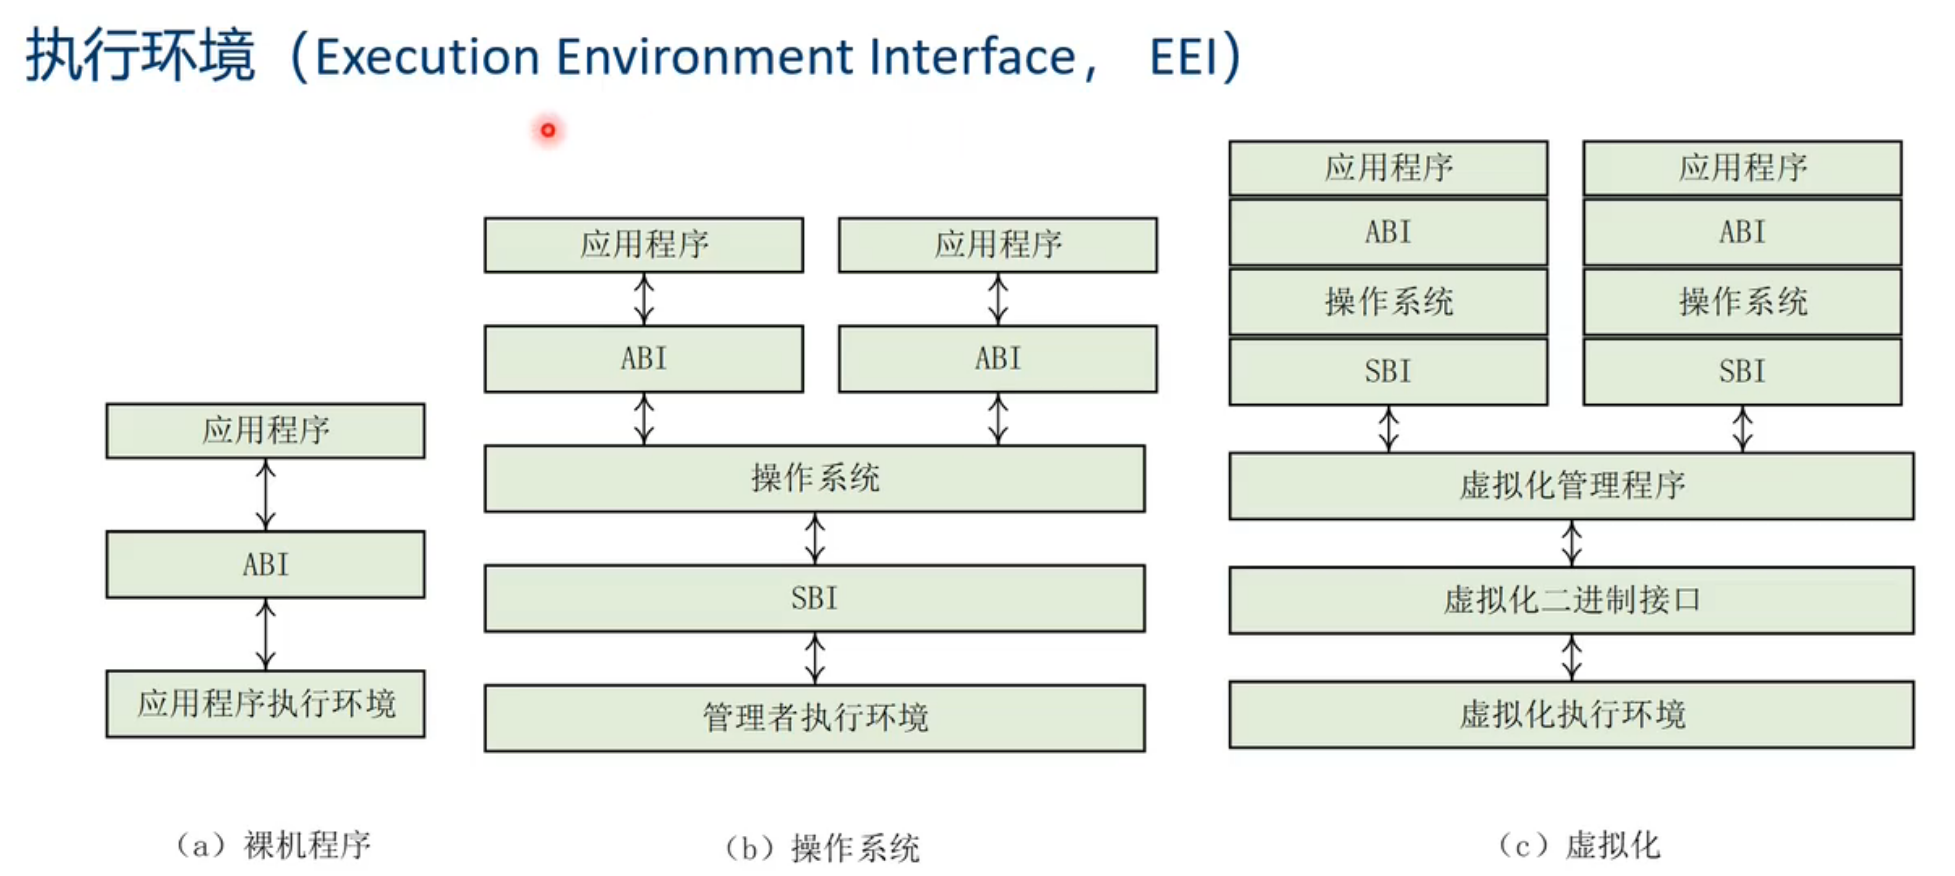 执行环境（Execution Environment Interface， EEI）
应用程序
ABI
应用程序执行环境
（a）裸机程序
应用程序 应用程序
ABI ABI
操作系统
SBI
管理者执行环境
（b）操作系统
应用程序 应用程序
ABI ABI
操作系统 操作系统
SBI SBI
虚拟化管理程序
虚拟化二进制接口
虚拟化执行环境
（c）虚拟化